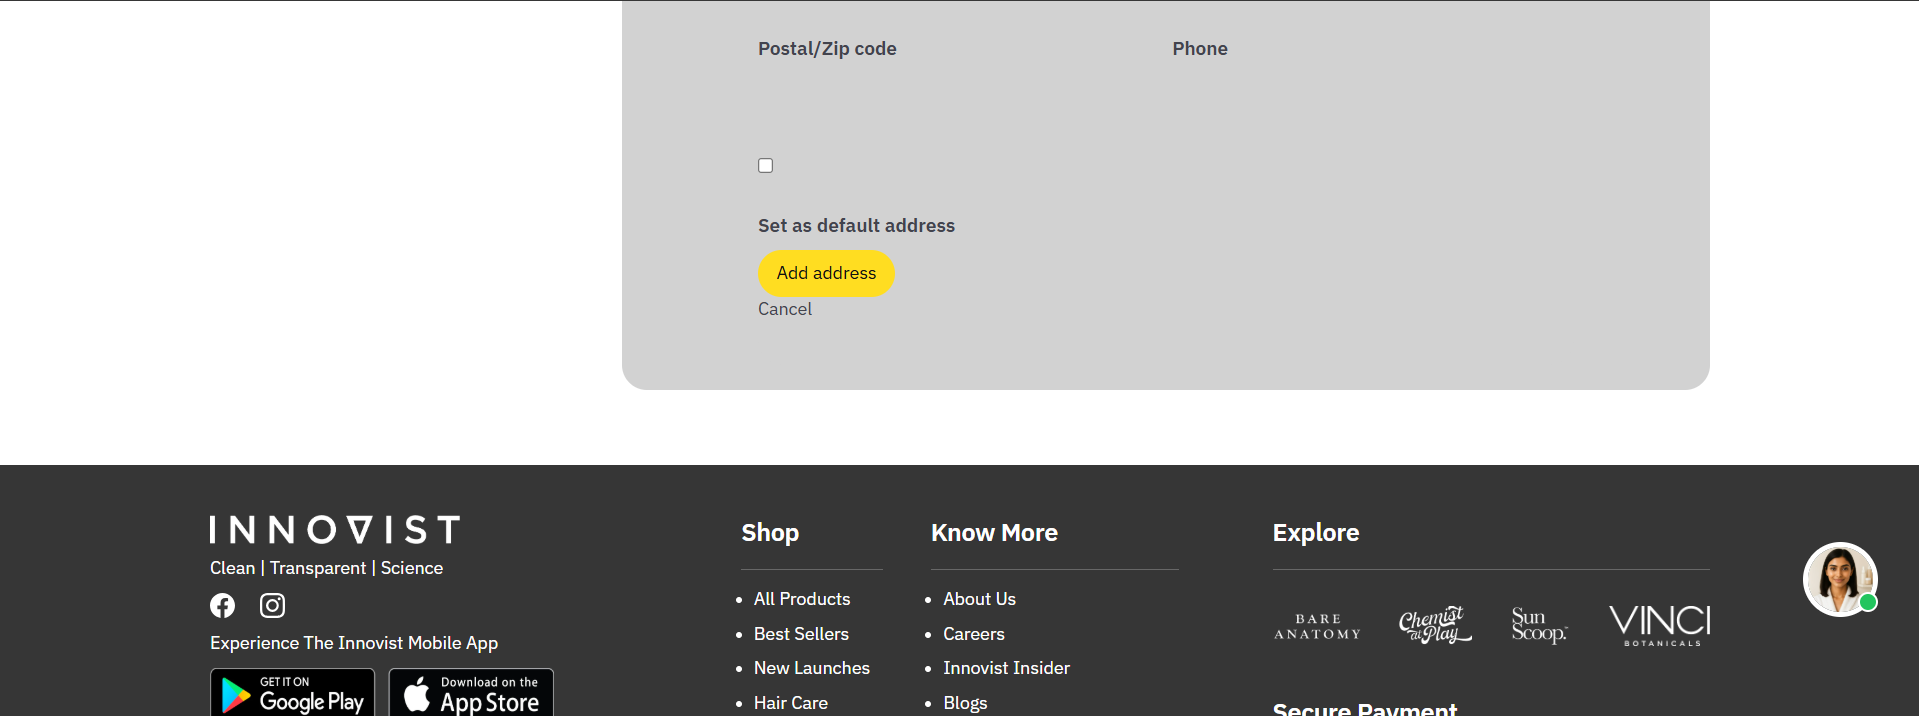 Postal/Zip code
Phone
Set as default address
Add address
Cancel
INNOVIST
Clean | Transparent | Science
Experience The Innovist Mobile App
GET IT ON
Google Play
Download on the
App Store
Shop
All Products
Best Sellers
New Launches
Hair Care
Know More
About Us
Careers
Innovist Insider
Blogs
Explore
BARE
ANATOMY
Chemist
at Play
Sun
Scoop.™
VINCI
BOTANICALS
Secure Payment